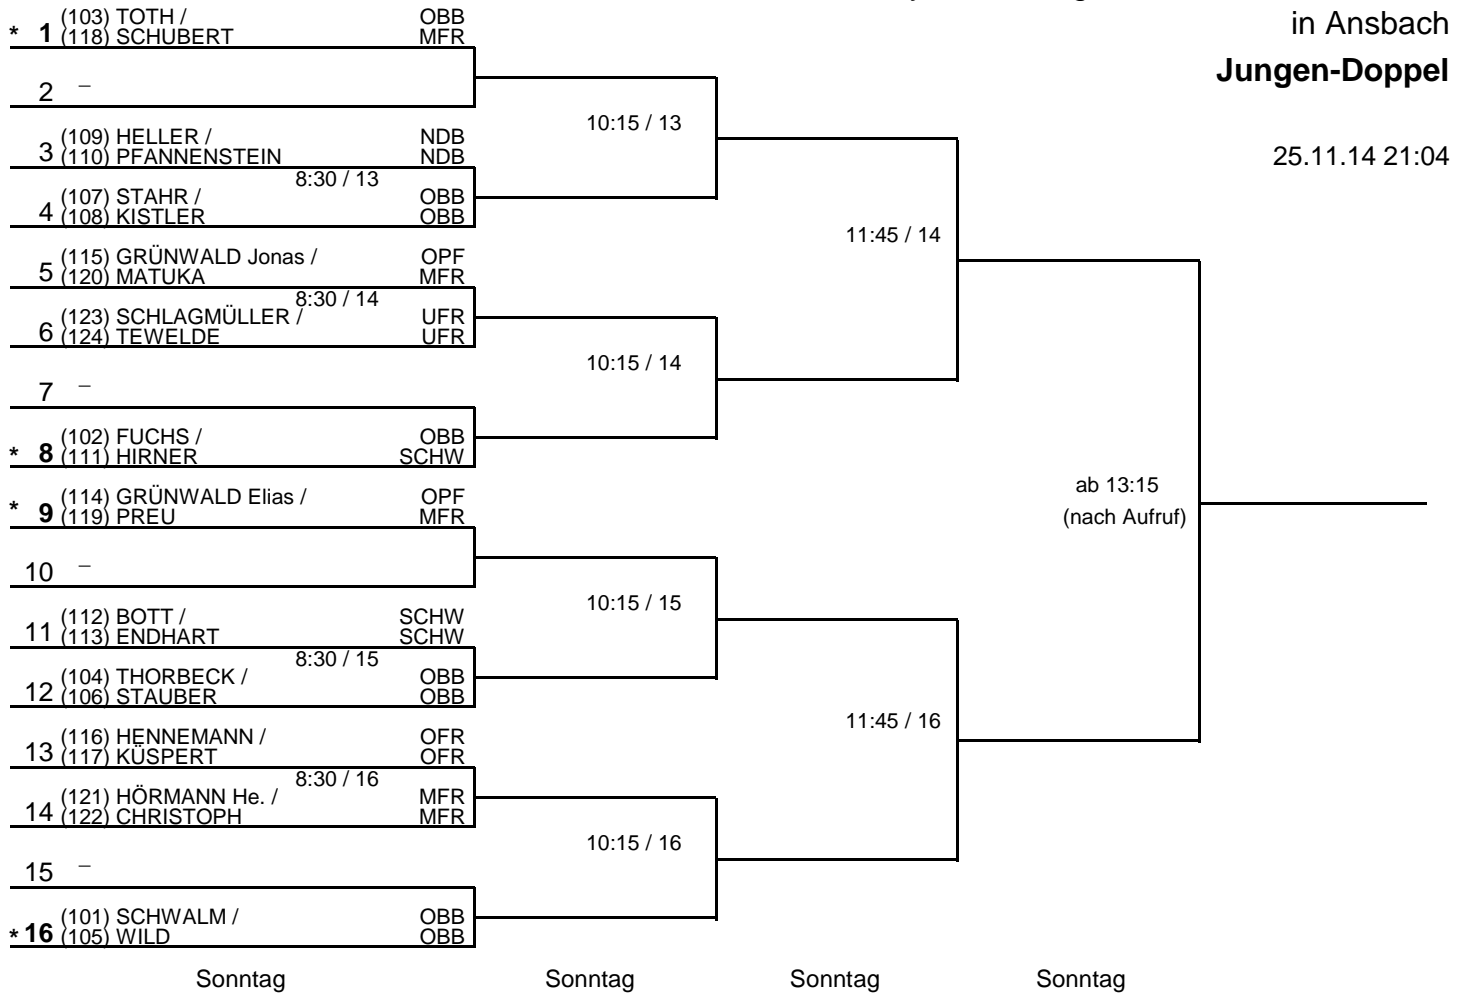 in Ansbach
Jungen-Doppel
25.11.14 21:04
* 1 (103) TOTH / OBB
(118) SCHUBERT MFR
2 –
10:15 / 13
3 (109) HELLER / NDB
(110) PFANNENSTEIN NDB
8:30 / 13
4 (107) STAHR / OBB
(108) KISTLER OBB
11:45 / 14
5 (115) GRÜNWALD Jonas / OPF
(120) MATUKA MFR
8:30 / 14
6 (123) SCHLAGMÜLLER / UFR
(124) TEWELDE UFR
10:15 / 14
7 –
* 8 (102) FUCHS / OBB
(111) HIRNER SCHW
ab 13:15
(nach Aufruf)
* 9 (114) GRÜNWALD Elias / OPF
(119) PREU MFR
10 –
10:15 / 15
11 (112) BOTT / SCHW
(113) ENDHART SCHW
8:30 / 15
12 (104) THORBECK / OBB
(106) STAUBER OBB
11:45 / 16
13 (116) HENNEMANN / OFR
(117) KÜSPERT OFR
8:30 / 16
14 (121) HÖRMANN He. / MFR
(122) CHRISTOPH MFR
10:15 / 16
15 –
* 16 (101) SCHWALM / OBB
(105) WILD OBB
Sonntag Sonntag Sonntag Sonntag